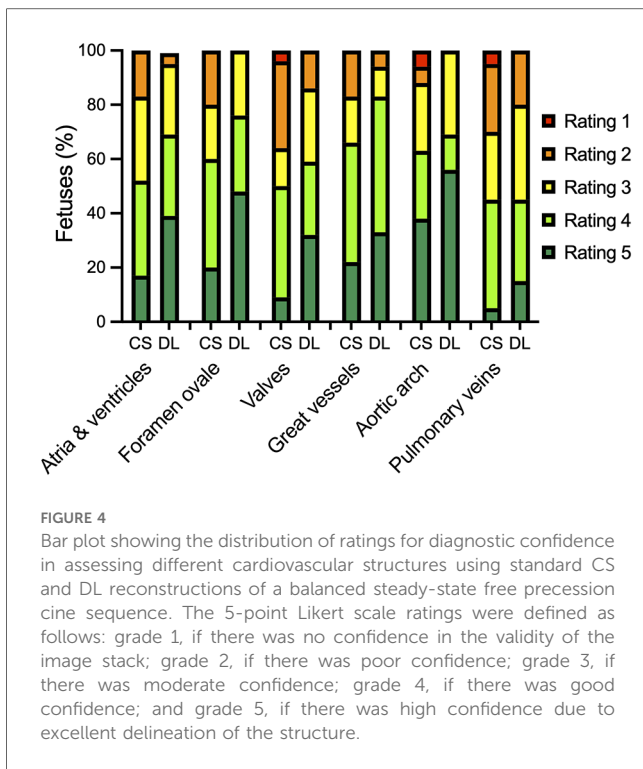 100
80
60
40
20
0
Fetuses (%)
Rating 1
Rating 2
Rating 3
Rating 4
Rating 5
CS DL CS DL CS DL CS DL CS DL CS DL
Atria & ventricles
Foramen ovale
Valves
Great vessels
Aortic arch
Pulmonary veins
FIGURE 4
Bar plot showing the distribution of ratings for diagnostic confidence
in assessing different cardiovascular structures using standard CS
and DL reconstructions of a balanced steady-state free precession
cine sequence. The 5-point Likert scale ratings were defined as
follows: grade 1, if there was no confidence in the validity of the
image stack; grade 2, if there was poor confidence; grade 3, if
there was moderate confidence; grade 4, if there was good
confidence; and grade 5, if there was high confidence due to
excellent delineation of the structure.